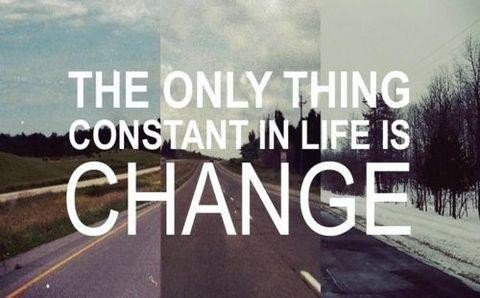 THE ONLY THING
CONSTANT IN LIFE IS
CHANGE